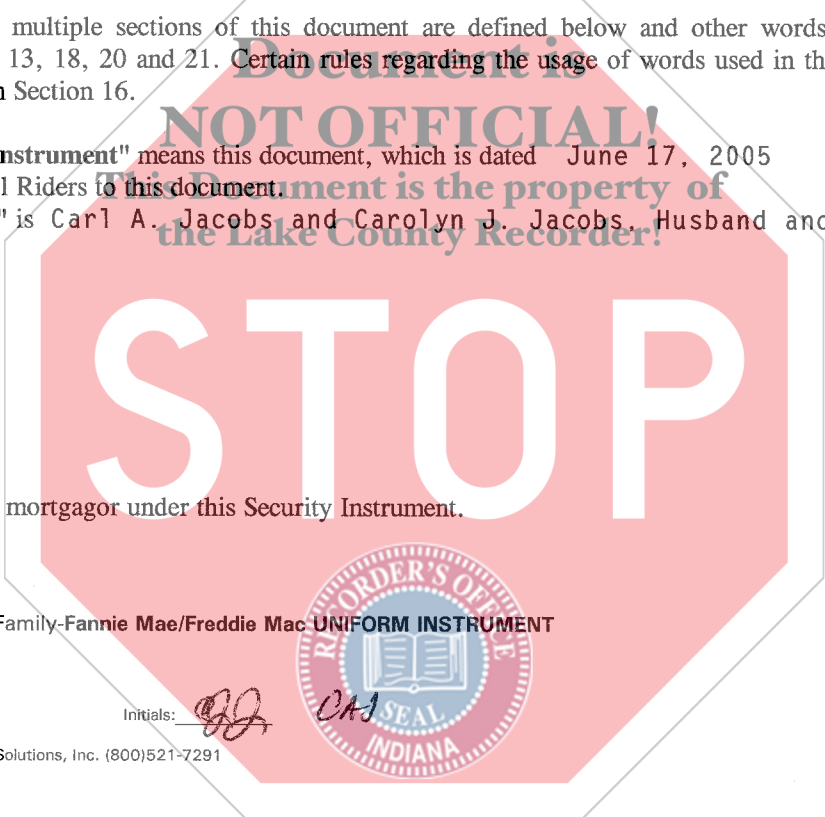 multiple sections of this document are defined below and other words
13, 18, 20 and 21. Certain rules regarding the usage of words used in th
n Section 16.
Document is
NOT OFFICIAL!
nstrument" means this document, which is dated June 17, 2005
l Riders to this document.
This Document is the property of
" is Carl A. Jacobs and Carolyn J. Jacobs, Husband and
the Lake County Recorder!
STOP
mortgagor under this Security Instrument.
RECORDER'S OFFICE
SEAL
INDIANA
Family-Fannie Mae/Freddie Mac UNIFORM INSTRUMENT
Initials: CJJ CAJ
Solutions, Inc. (800)521-7291